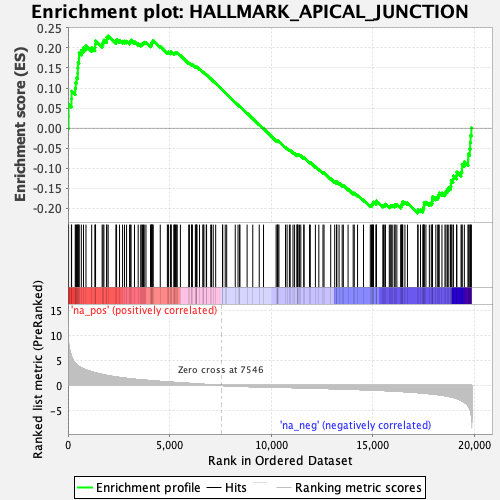 Enrichment plot: HALLMARK_APICAL_JUNCTION
Enrichment score (ES)
0.25
0.20
0.15
0.10
0.05
0.00
-0.05
-0.10
-0.15
-0.20
Ranked list metric (PreRanked)
'na_pos' (positively correlated)
15
10
5
0
-5
Zero cross at 7546
'na_neg' (negatively correlated)
0
5,000
10,000
15,000
20,000
Rank in Ordered Dataset
Enrichment profile
Hits
Ranking metric scores